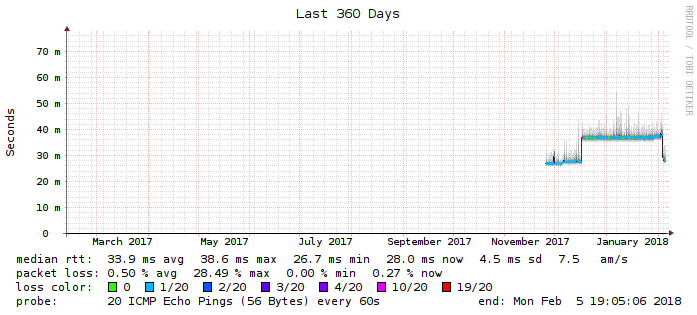 Last 360 Days
RRDTOOL / TOBI OETIKER
Seconds
70 m
60 m
50 m
40 m
30 m
20 m
10 m
0
March 2017 May 2017 July 2017 September 2017 November 2017 January 2018
median rtt: 33.9 ms avg 38.6 ms max 26.7 ms min 28.0 ms now 4.5 ms sd 7.5 am/s
packet loss: 0.50 % avg 28.49 % max 0.00 % min 0.27 % now
loss color: 0 1/20 2/20 3/20 4/20 10/20 19/20
probe: 20 ICMP Echo Pings (56 Bytes) every 60s end: Mon Feb 5 19:05:06 2018